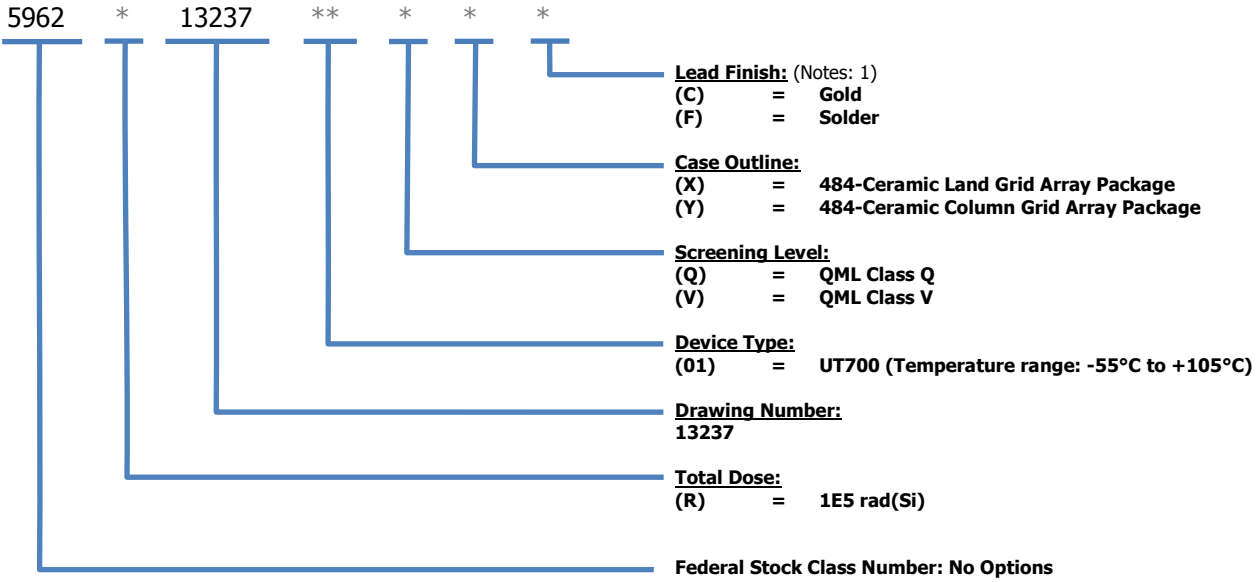 5962 * 13237 ** * * *
Lead Finish: (Notes: 1)
(C) = Gold
(F) = Solder
Case Outline:
(X) = 484-Ceramic Land Grid Array Package
(Y) = 484-Ceramic Column Grid Array Package
Screening Level:
(Q) = QML Class Q
(V) = QML Class V
Device Type:
(01) = UT700 (Temperature range: -55°C to +105°C)
Drawing Number:
13237
Total Dose:
(R) = 1E5 rad(Si)
Federal Stock Class Number: No Options